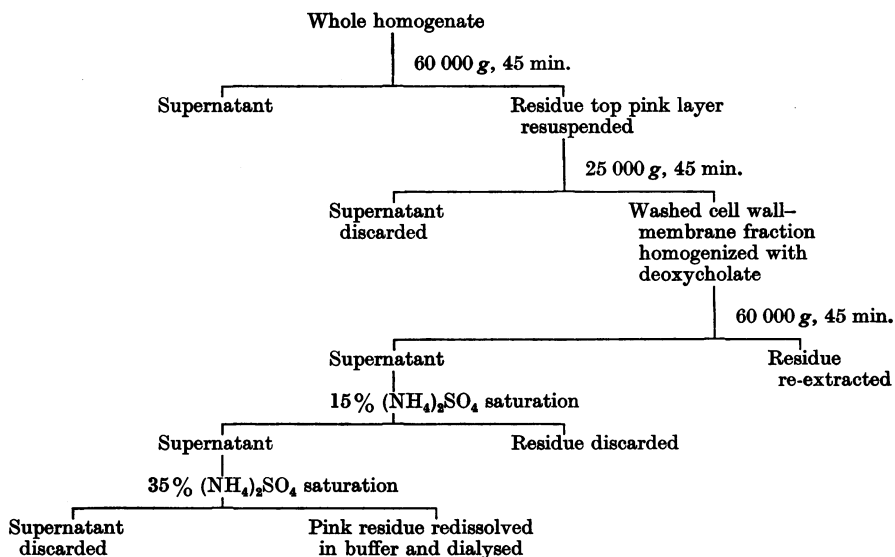 Whole homogenate
60 000 g, 45 min.
Supernatant
Residue top pink layer
resuspended
25 000 g, 45 min.
Supernatant
discarded
Washed cell wall–
membrane fraction
homogenized with
deoxycholate
60 000 g, 45 min.
Supernatant
Residue
re-extracted
15% (NH₄)₂SO₄ saturation
Supernatant
Residue discarded
35% (NH₄)₂SO₄ saturation
Supernatant
discarded
Pink residue redissolved
in buffer and dialysed